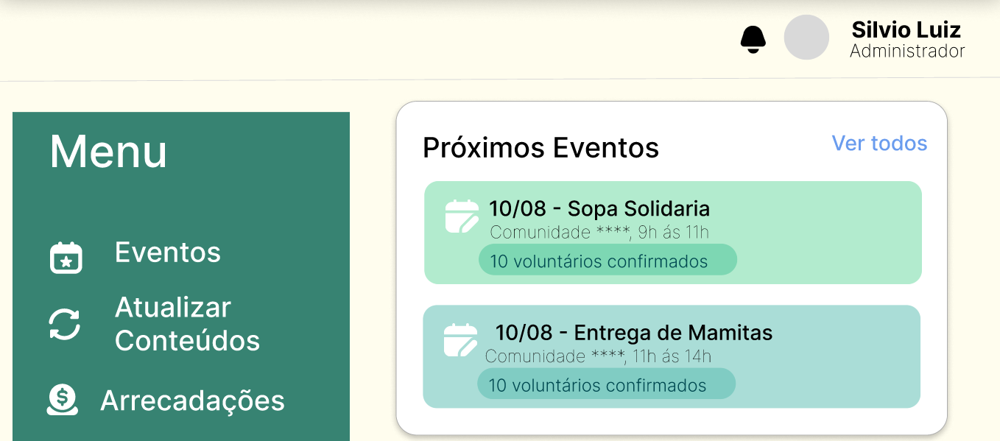 Silvio Luiz
Administrador
Menu
Eventos
Atualizar
Conteúdos
Arrecadações
Próximos Eventos
Ver todos
10/08 - Sopa Solidaria
Comunidade ****, 9h ás 11h
10 voluntários confirmados
10/08 - Entrega de Mamitas
Comunidade ****, 11h ás 14h
10 voluntários confirmados